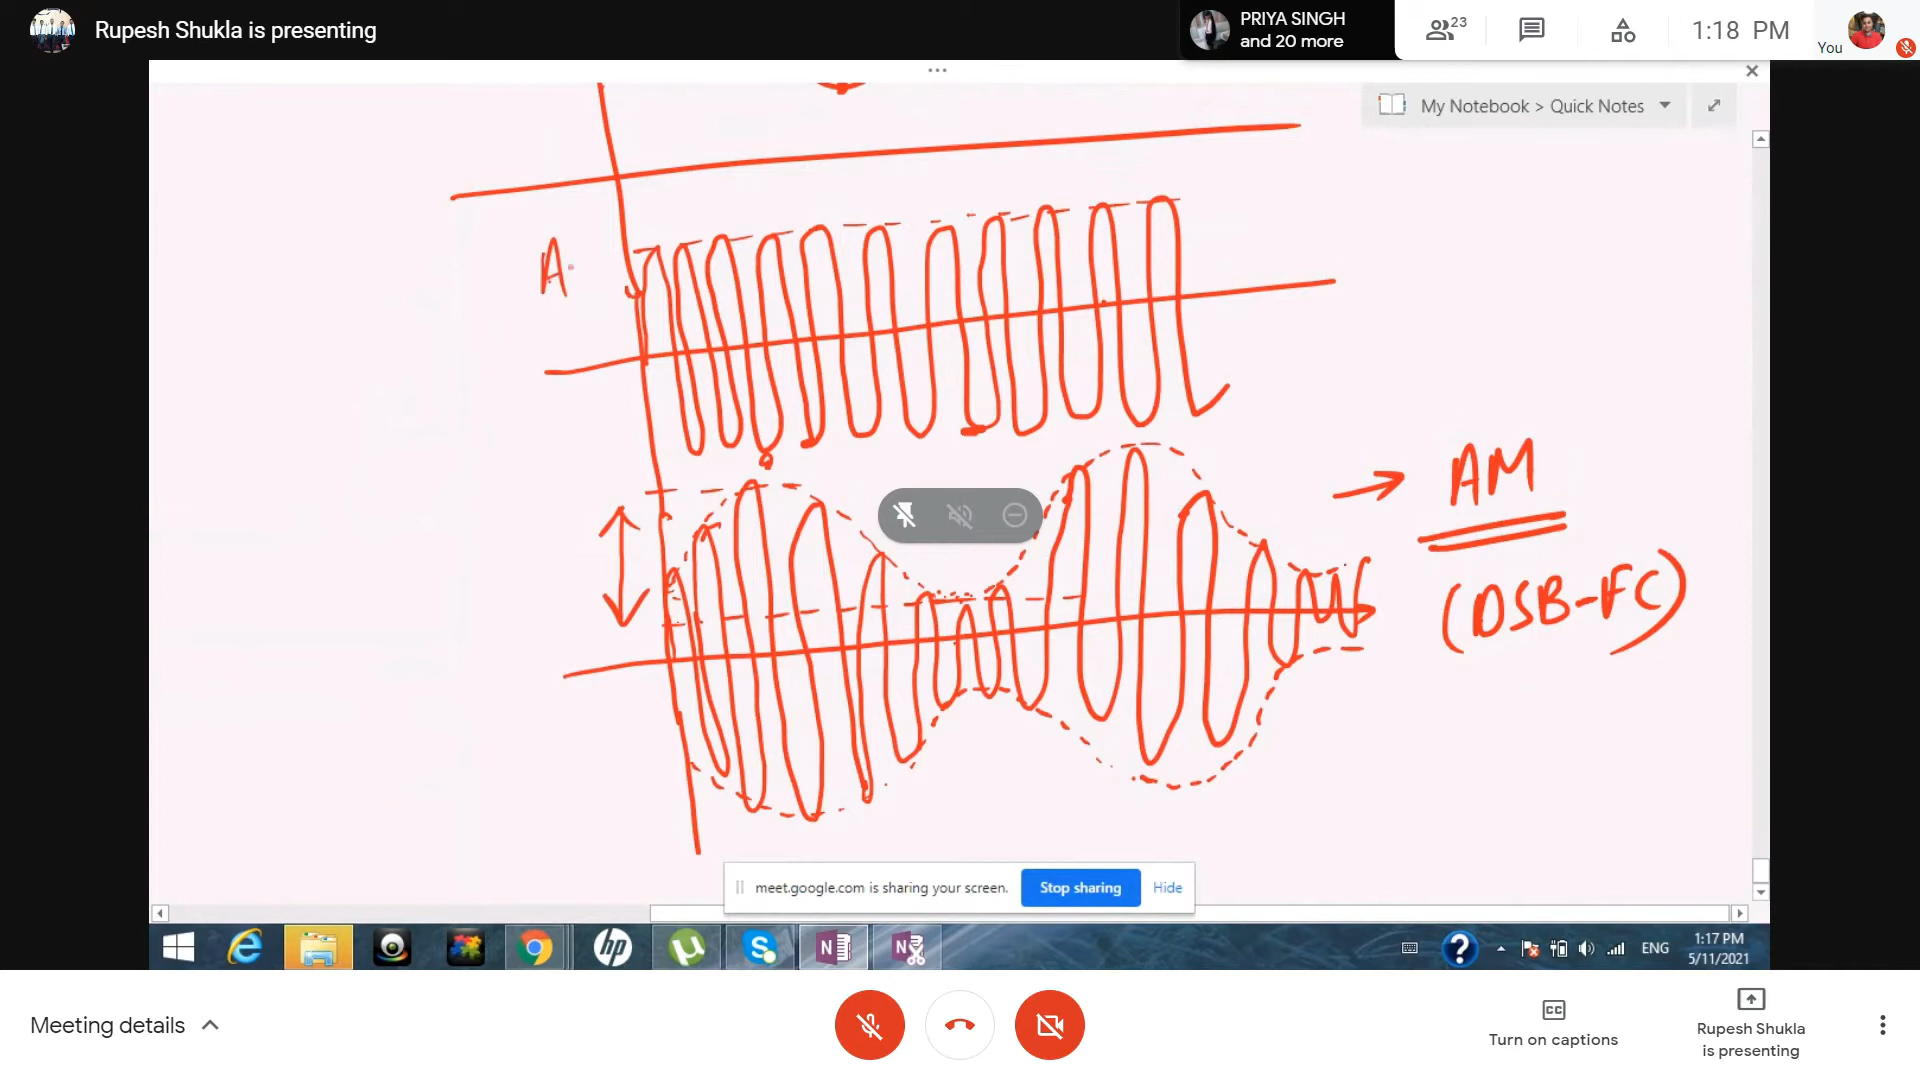 Rupesh Shukla is presenting
PRIYA SINGH
and 20 more
23
1:18 PM
You
My Notebook > Quick Notes
A
AM
(DSB-FC)
meet.google.com is sharing your screen.
Stop sharing
Hide
hp
N
N
ENG
1:17 PM
5/11/2021
Meeting details
CC
Turn on captions
Rupesh Shukla
is presenting